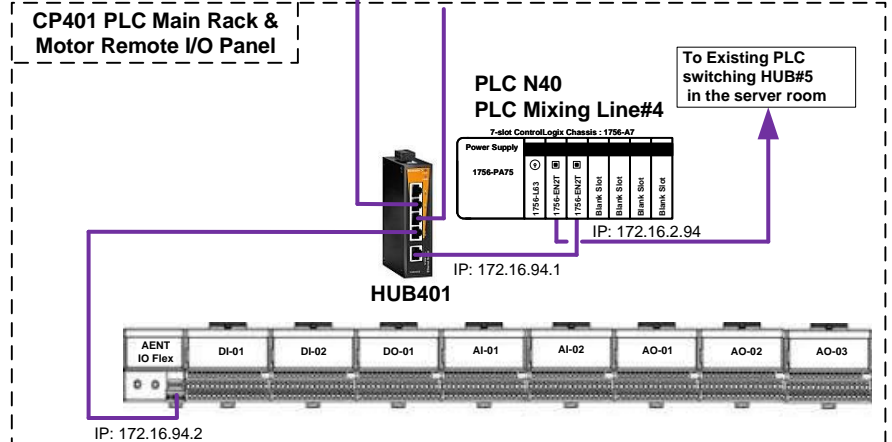 CP401 PLC Main Rack &
Motor Remote I/O Panel
To Existing PLC
switching HUB#5
in the server room
PLC N40
PLC Mixing Line#4
7-slot ControlLogix Chassis : 1756-A7
Power Supply
1756-PA75
1756-L63
1756-EN2T
1756-EN2T
Blank Slot
Blank Slot
Blank Slot
Blank Slot
IP: 172.16.2.94
IP: 172.16.94.1
HUB401
AENT
IO Flex
DI-01
DI-02
DO-01
AI-01
AI-02
AO-01
AO-02
AO-03
IP: 172.16.94.2